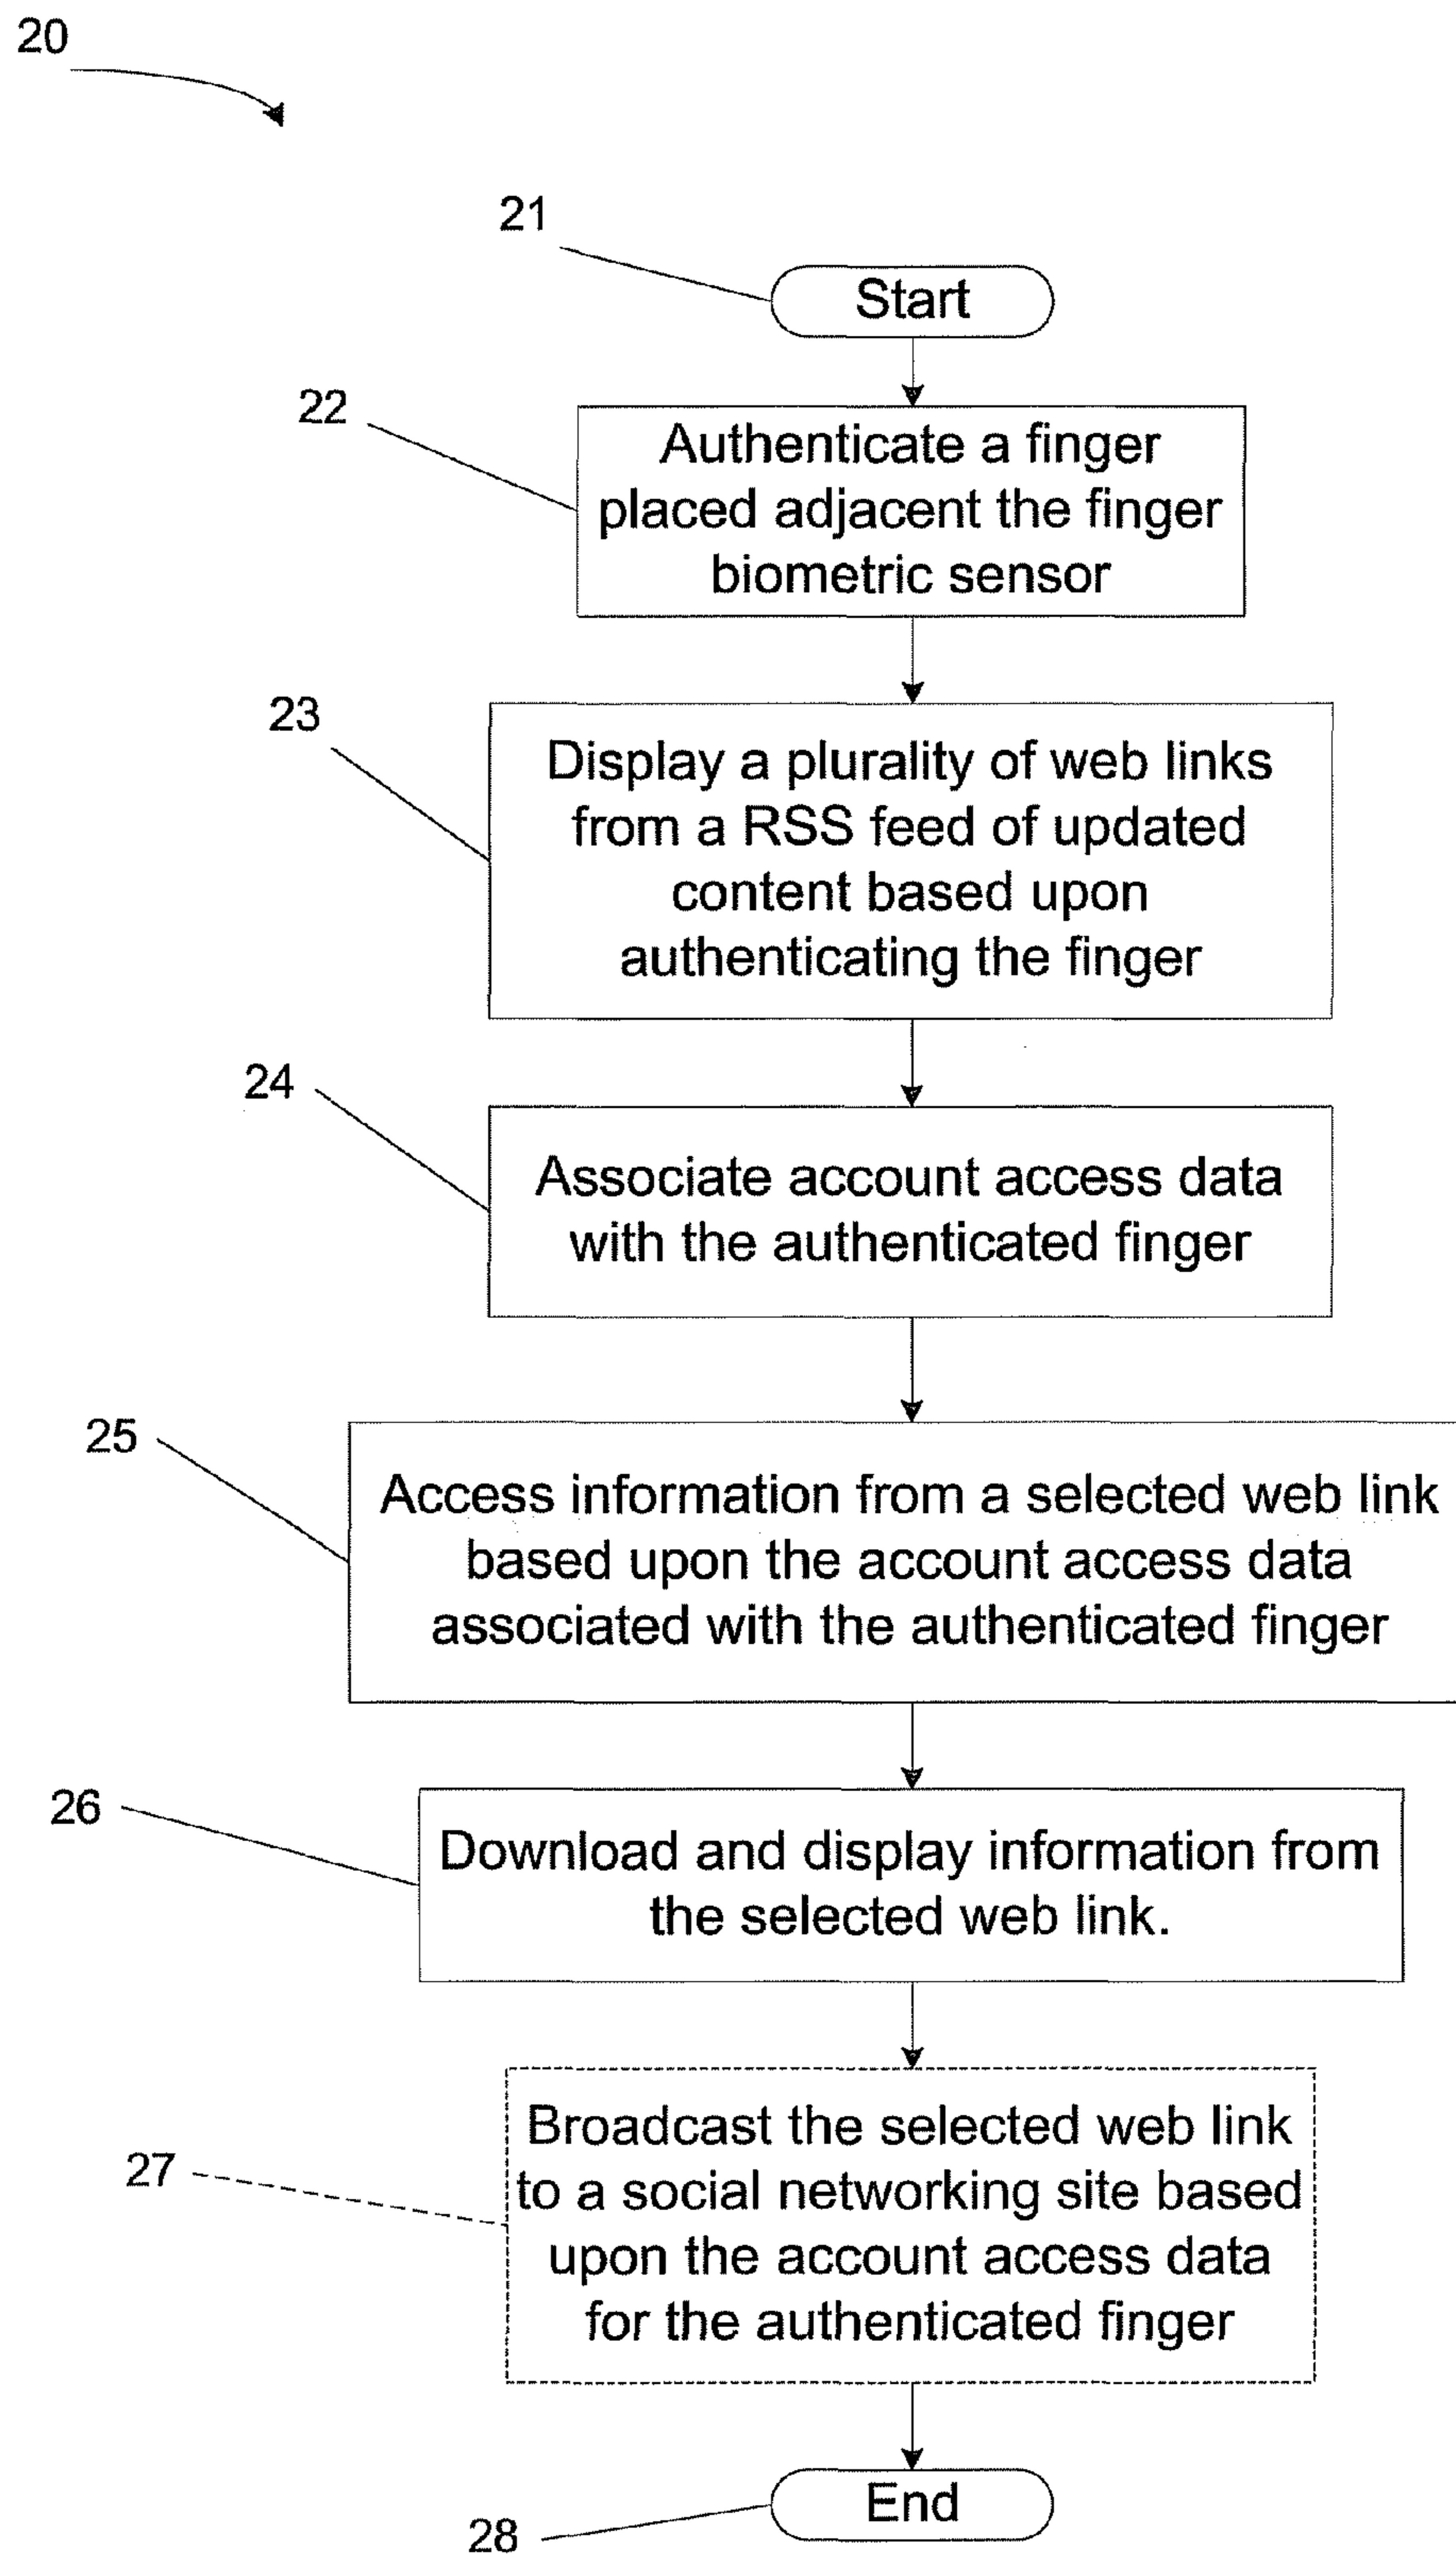 20
21
Start
22
Authenticate a finger
placed adjacent the finger
biometric sensor
23
Display a plurality of web links
from a RSS feed of updated
content based upon
authenticating the finger
24
Associate account access data
with the authenticated finger
25
Access information from a selected web link
based upon the account access data
associated with the authenticated finger
26
Download and display information from
the selected web link.
27
Broadcast the selected web link
to a social networking site based
upon the account access data
for the authenticated finger
End
28